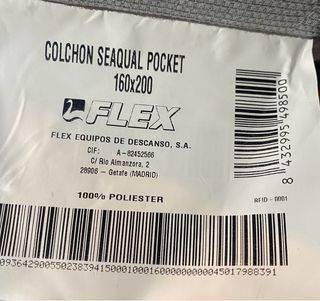 COLCHON SEAQUAL POCKET
160x200
FLEX
FLEX EQUIPOS DE DESCANSO, S.A.
CIF: A-82452566
C/ Rio Almanzora, 2
28906 - Getafe (MADRID)
100% POLIESTER
8 432995 498500
RFID - 0001
09364290055023839415000100016000000000045017988391